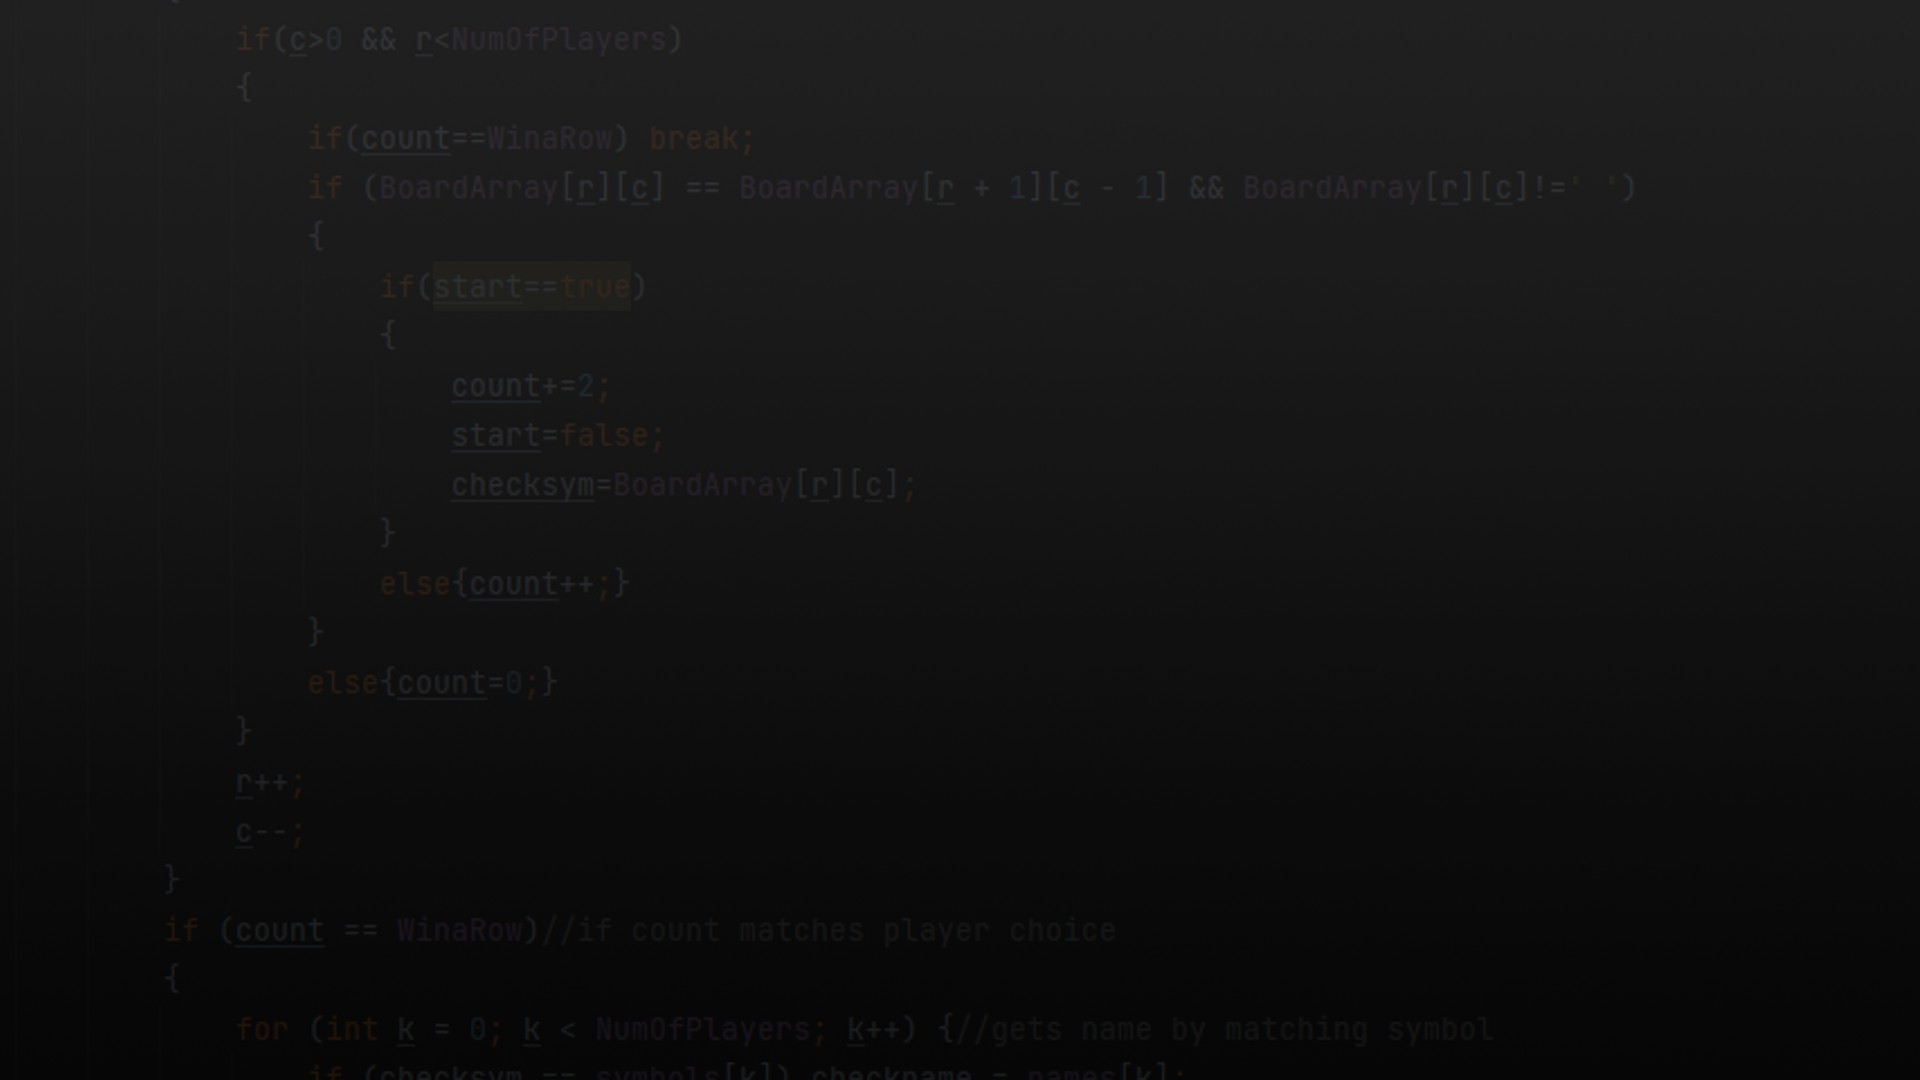 {
if(c>0 && r<NumOfPlayers)
{
if(count==WinaRow) break;
if (BoardArray[r][c] == BoardArray[r + 1][c - 1] && BoardArray[r][c]!=' ')
{
if(start==true)
{
count+=2;
start=false;
checksym=BoardArray[r][c];
}
else{count++;}
}
else{count=0;}
}
r++;
c--;
}
if (count == WinaRow)//if count matches player choice
{
for (int k = 0; k < NumOfPlayers; k++) {//gets name by matching symbol
if (checksym == symbols[k]) checkname = names[k];